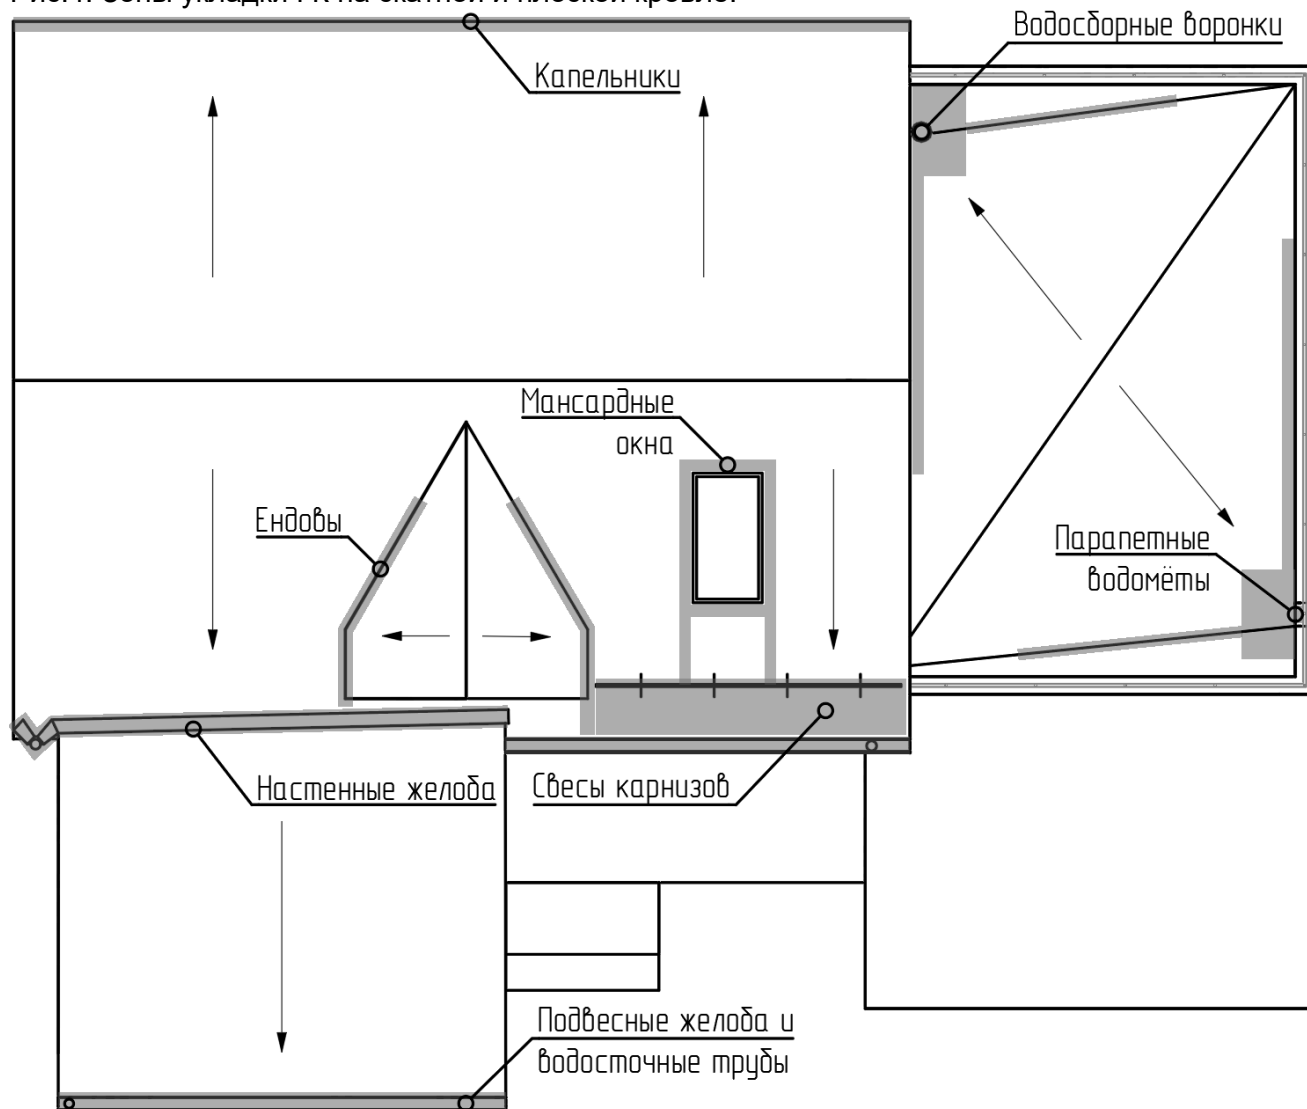 Водосборные воронки
Капельники
Мансардные
окна
Ендовы
Парапетные
водомёты
Настенные желоба
Свесы карнизов
Подвесные желоба и
водосточные трубы